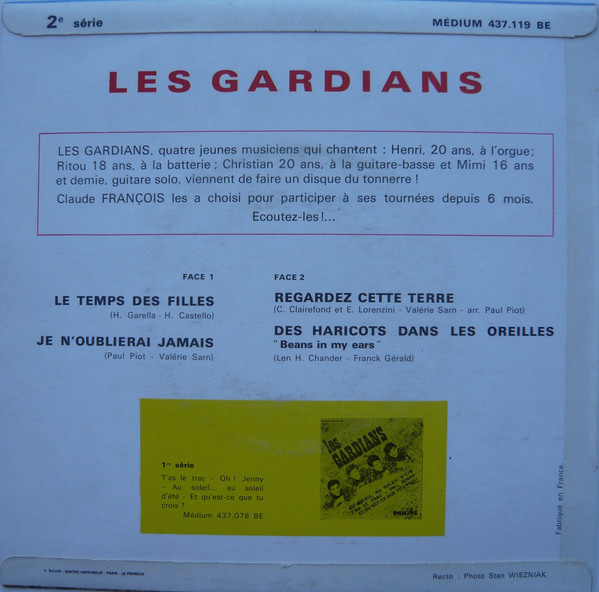 2e série
MÉDIUM 437.119 BE
LES GARDIANS
LES GARDIANS, quatre jeunes musiciens qui chantent : Henri, 20 ans, à l'orgue;
Ritou 18 ans, à la batterie ; Christian 20 ans, à la guitare-basse et Mimi 16 ans
et demie, guitare solo, viennent de faire un disque du tonnerre !
Claude FRANÇOIS les a choisi pour participer à ses tournées depuis 6 mois.
Ecoutez-les !...
FACE 1
LE TEMPS DES FILLES
(H. Garella - H. Castello)
JE N'OUBLIERAI JAMAIS
(Paul Piot - Valérie Sarn)
FACE 2
REGARDEZ CETTE TERRE
(C. Clairefond et E. Lorenzini - Valérie Sarn - arr. Paul Piot)
DES HARICOTS DANS LES OREILLES
"Beans in my ears"
(Len H. Chander - Franck Gérald)
1re série
T'as le trac - Oh ! Jenny
- Au soleil... au soleil
d'été - Et qu'est-ce que tu
crois ?
Médium 437.078 BE
les
GARDIANS
PHILIPS
Fabriqué en France.
Recto : Photo Stan WIEZNIAK